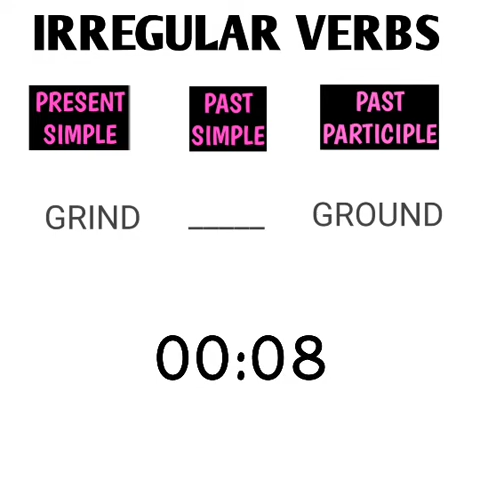 IRREGULAR VERBS
PRESENT SIMPLE
PAST SIMPLE
PAST PARTICIPLE
GRIND _____ GROUND
00:08